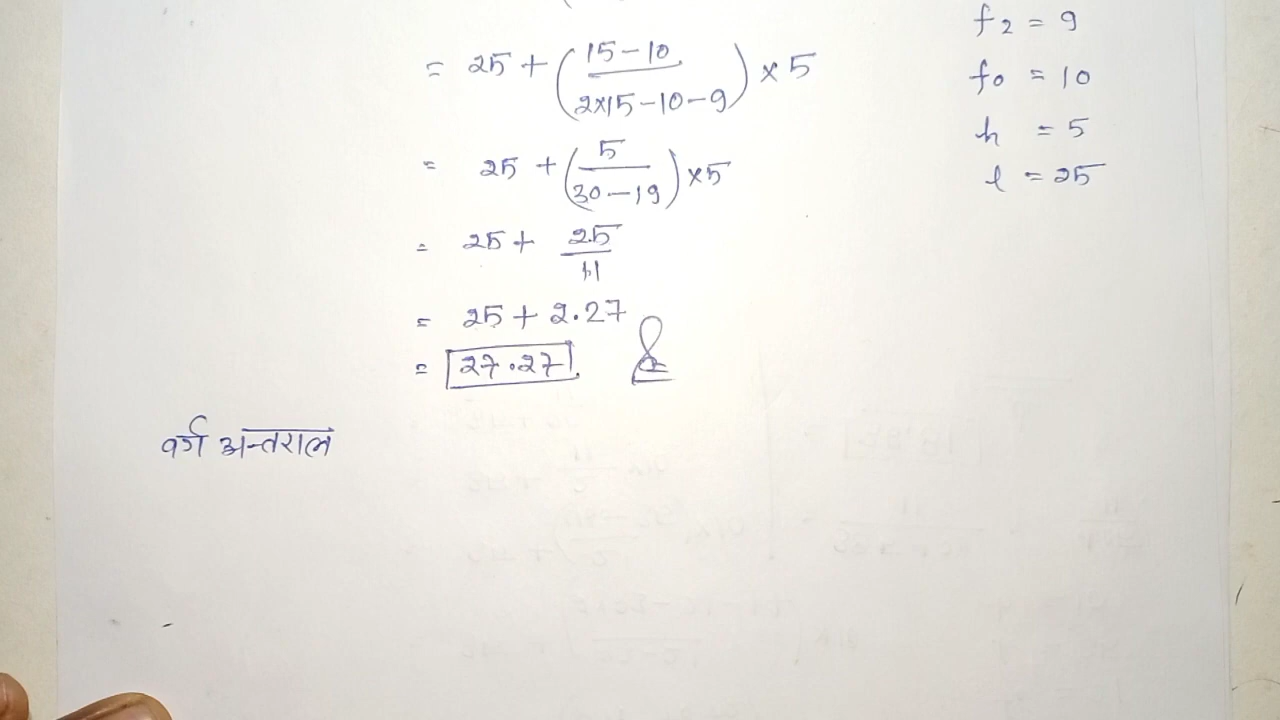 = 25 + (15-10 / 2×15-10-9) × 5
= 25 + (5 / 30-19) × 5
= 25 + 25 / 11
= 25 + 2.27
= 27.27
f2 = 9
f0 = 10
h = 5
l = 25
वर्ग अन्तराल